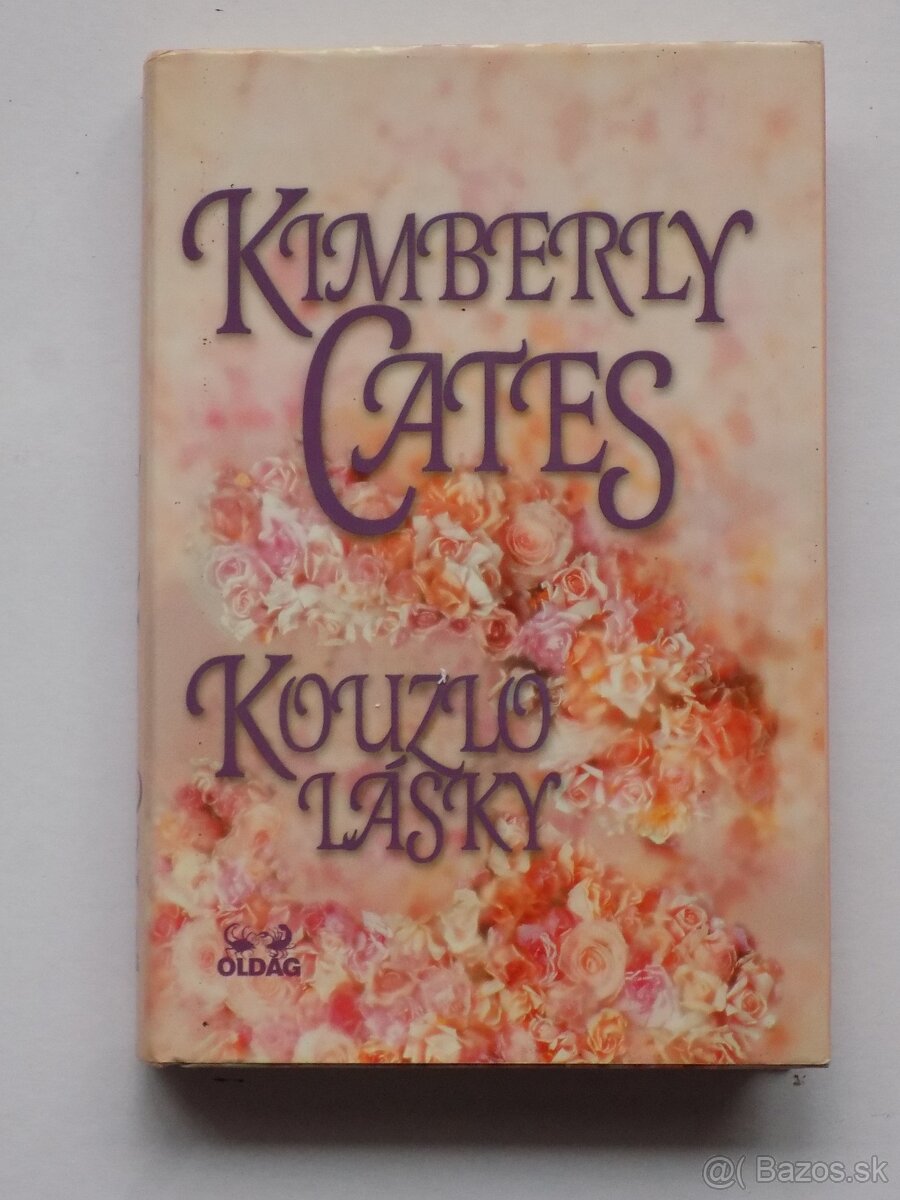 KIMBERLY
CATES
KOUZLO
LÁSKY
OLDAG
@( Bazos.sk